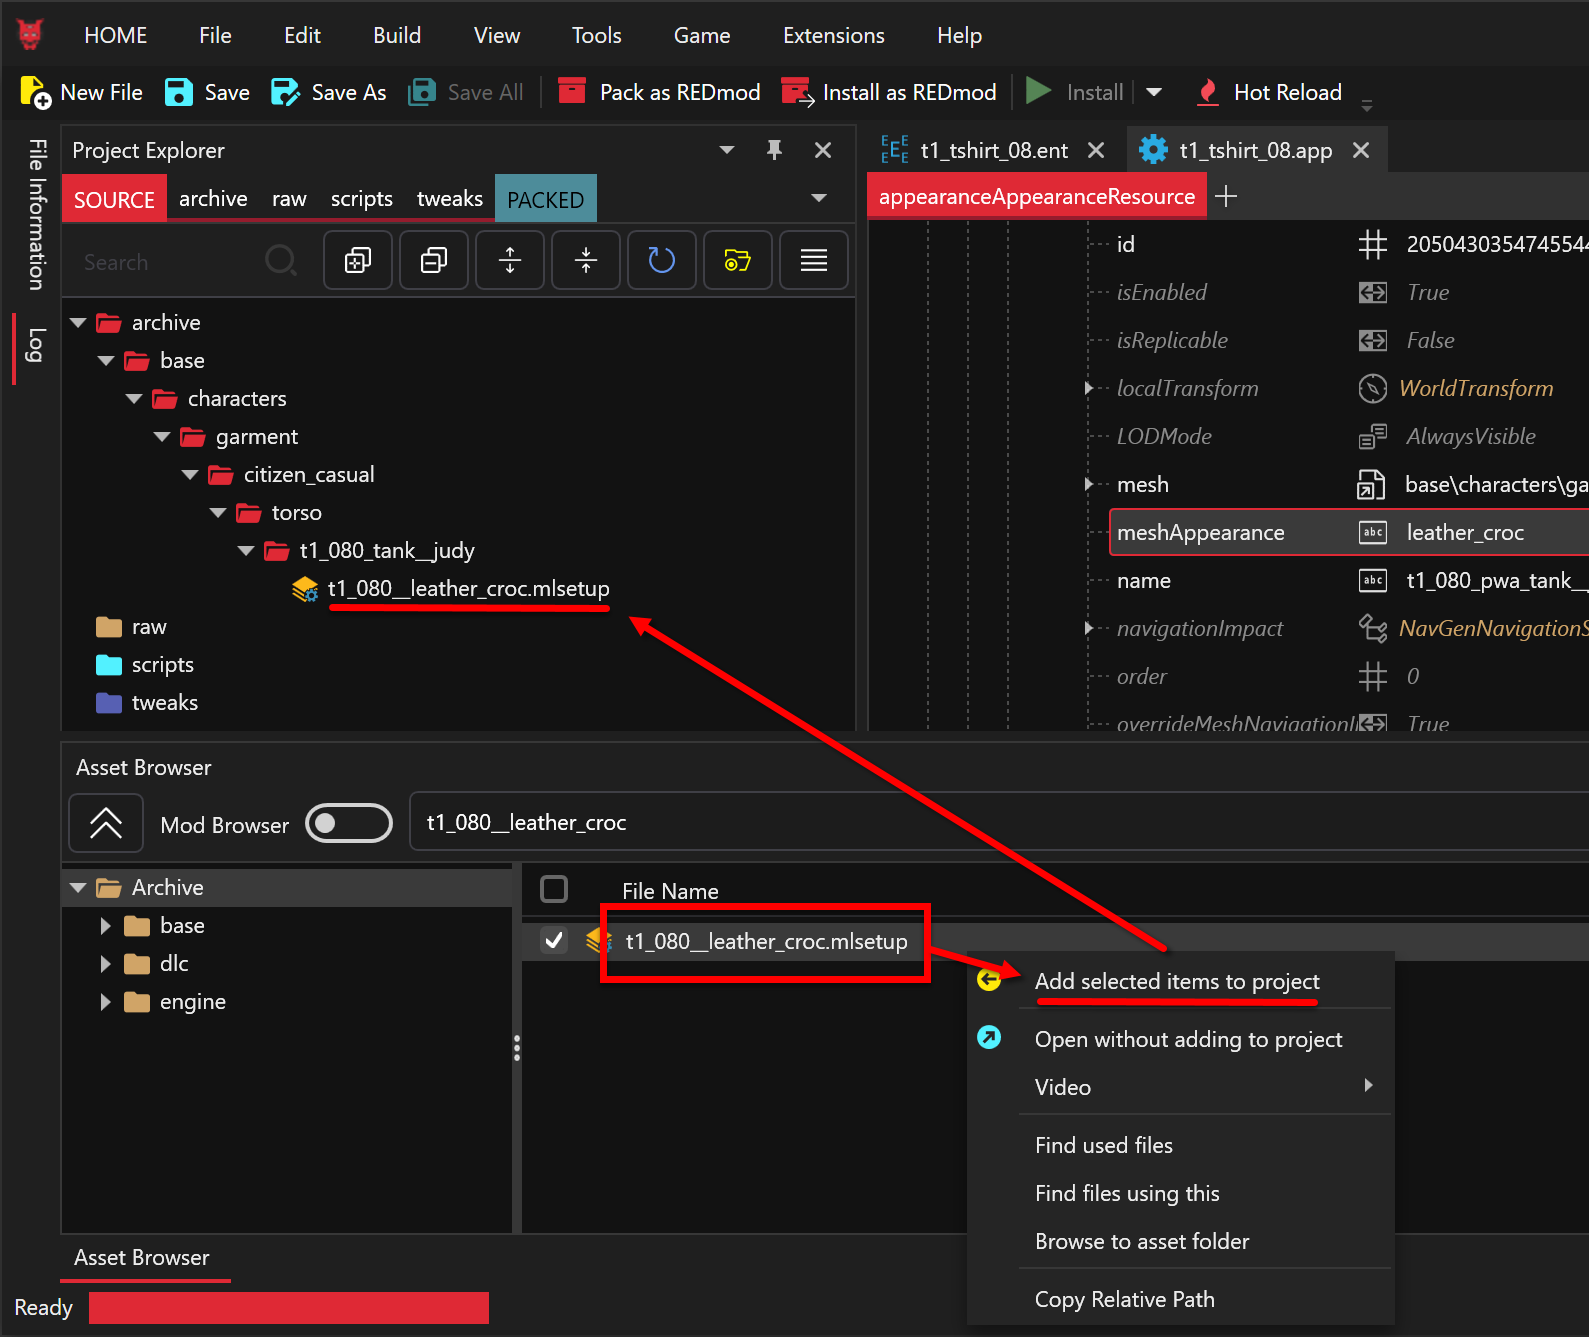 HOME File Edit Build View Tools Game Extensions Help
New File Save Save As Save All Pack as REDmod Install as REDmod Install Hot Reload
File Information
Log
Project Explorer
SOURCE archive raw scripts tweaks PACKED
Search
archive
base
characters
garment
citizen_casual
torso
t1_080_tank__judy
t1_080__leather_croc.mlsetup
raw
scripts
tweaks
t1_tshirt_08.ent t1_tshirt_08.app
appearanceAppearanceResource
id 2050430354745544
isEnabled True
isReplicable False
localTransform WorldTransform
LODMode AlwaysVisible
mesh base\characters\ga
meshAppearance abc leather_croc
name abc t1_080_pwa_tank_
navigationImpact NavGenNavigationS
order 0
overrideMeshNavigationI True
Asset Browser
Mod Browser t1_080__leather_croc
Archive
base
dlc
engine
File Name
t1_080__leather_croc.mlsetup
Add selected items to project
Open without adding to project
Video
Find used files
Find files using this
Browse to asset folder
Copy Relative Path
Asset Browser
Ready